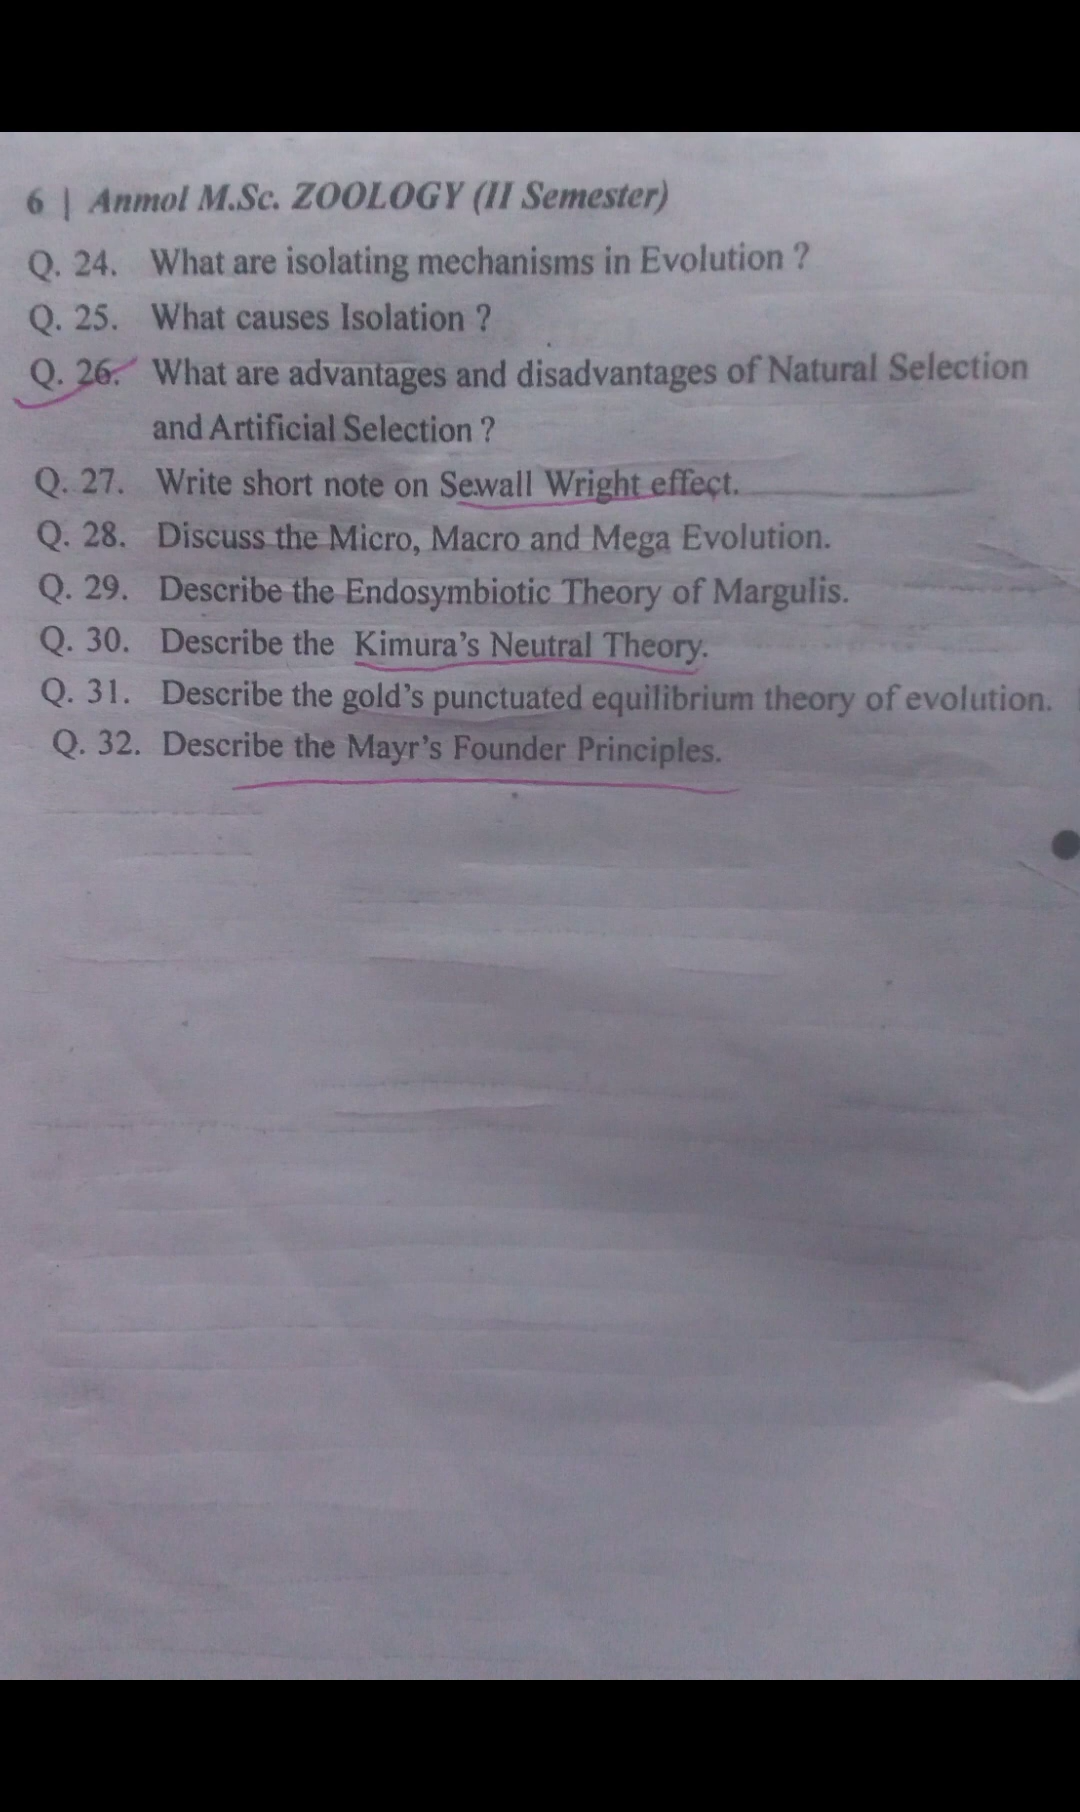 6 | Anmol M.Sc. ZOOLOGY (II Semester)
Q. 24. What are isolating mechanisms in Evolution ?
Q. 25. What causes Isolation ?
Q. 26. What are advantages and disadvantages of Natural Selection
and Artificial Selection ?
Q. 27. Write short note on Sewall Wright effect.
Q. 28. Discuss the Micro, Macro and Mega Evolution.
Q. 29. Describe the Endosymbiotic Theory of Margulis.
Q. 30. Describe the Kimura's Neutral Theory.
Q. 31. Describe the gold's punctuated equilibrium theory of evolution.
Q. 32. Describe the Mayr's Founder Principles.